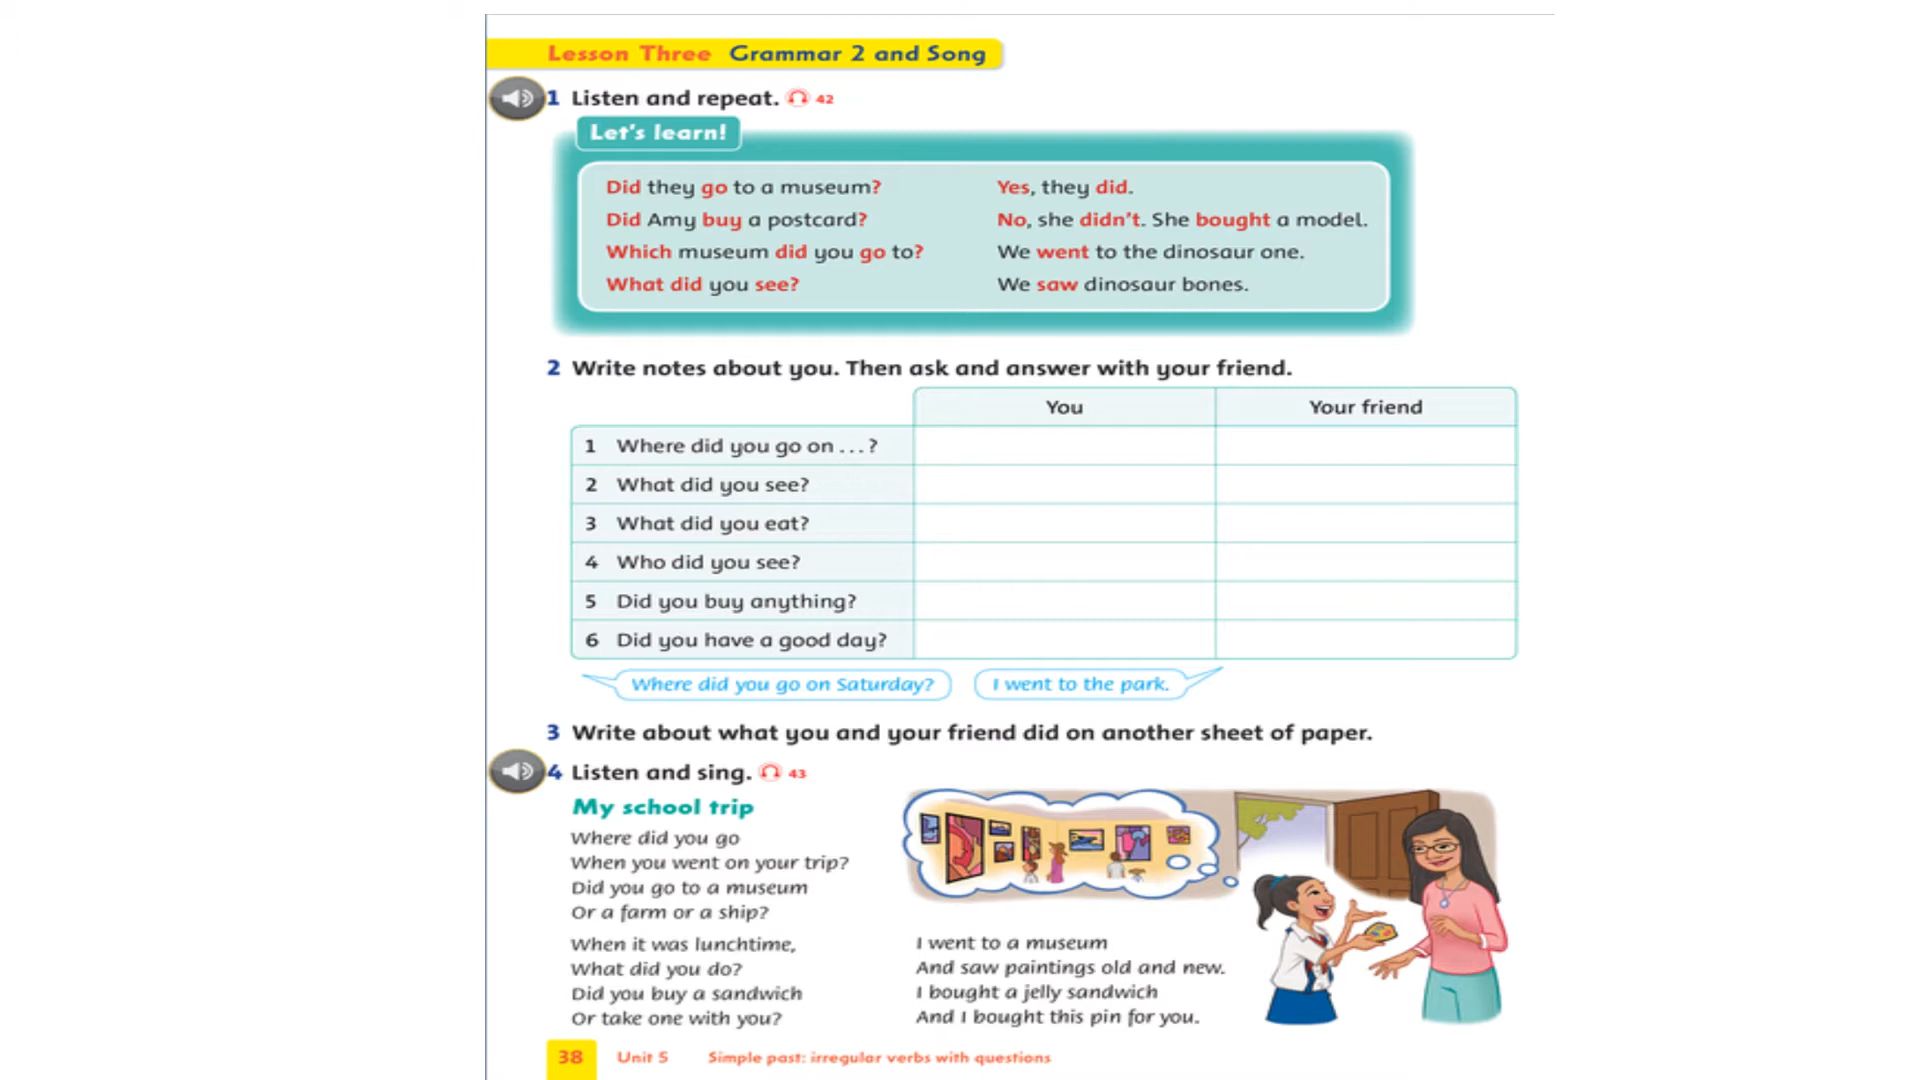 Lesson Three Grammar 2 and Song
1 Listen and repeat. 42
Let's learn!
Did they go to a museum? Yes, they did.
Did Amy buy a postcard? No, she didn't. She bought a model.
Which museum did you go to? We went to the dinosaur one.
What did you see? We saw dinosaur bones.
2 Write notes about you. Then ask and answer with your friend.
You Your friend
1 Where did you go on ...?
2 What did you see?
3 What did you eat?
4 Who did you see?
5 Did you buy anything?
6 Did you have a good day?
Where did you go on Saturday? I went to the park.
3 Write about what you and your friend did on another sheet of paper.
4 Listen and sing. 43
My school trip
Where did you go
When you went on your trip?
Did you go to a museum
Or a farm or a ship?
When it was lunchtime,
What did you do?
Did you buy a sandwich
Or take one with you?
I went to a museum
And saw paintings old and new.
I bought a jelly sandwich
And I bought this pin for you.
38 Unit 5 Simple past: irregular verbs with questions